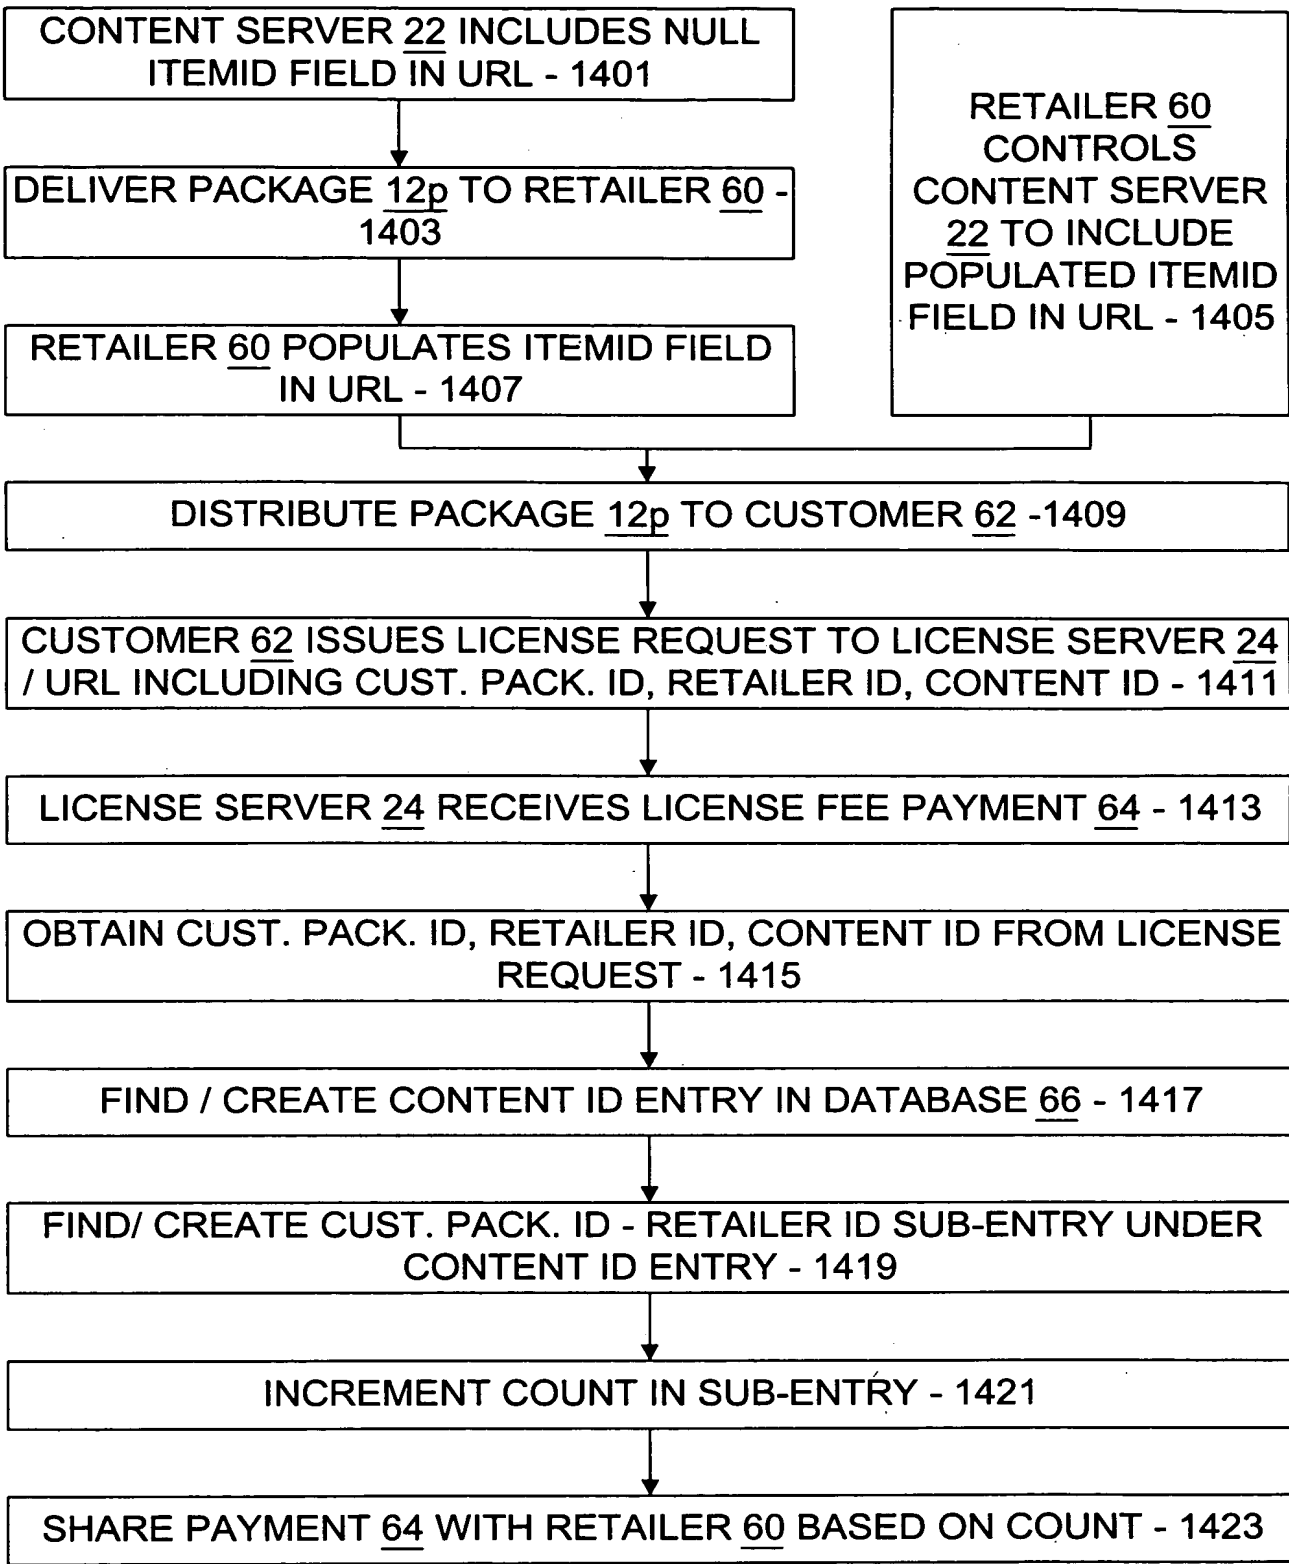 CONTENT SERVER 22 INCLUDES NULL
ITEMID FIELD IN URL - 1401
DELIVER PACKAGE 12p TO RETAILER 60 -
1403
RETAILER 60 POPULATES ITEMID FIELD
IN URL - 1407
RETAILER 60
CONTROLS
CONTENT SERVER
22 TO INCLUDE
POPULATED ITEMID
FIELD IN URL - 1405
DISTRIBUTE PACKAGE 12p TO CUSTOMER 62 -1409
CUSTOMER 62 ISSUES LICENSE REQUEST TO LICENSE SERVER 24
/ URL INCLUDING CUST. PACK. ID, RETAILER ID, CONTENT ID - 1411
LICENSE SERVER 24 RECEIVES LICENSE FEE PAYMENT 64 - 1413
OBTAIN CUST. PACK. ID, RETAILER ID, CONTENT ID FROM LICENSE
REQUEST - 1415
FIND / CREATE CONTENT ID ENTRY IN DATABASE 66 - 1417
FIND/ CREATE CUST. PACK. ID - RETAILER ID SUB-ENTRY UNDER
CONTENT ID ENTRY - 1419
INCREMENT COUNT IN SUB-ENTRY - 1421
SHARE PAYMENT 64 WITH RETAILER 60 BASED ON COUNT - 1423